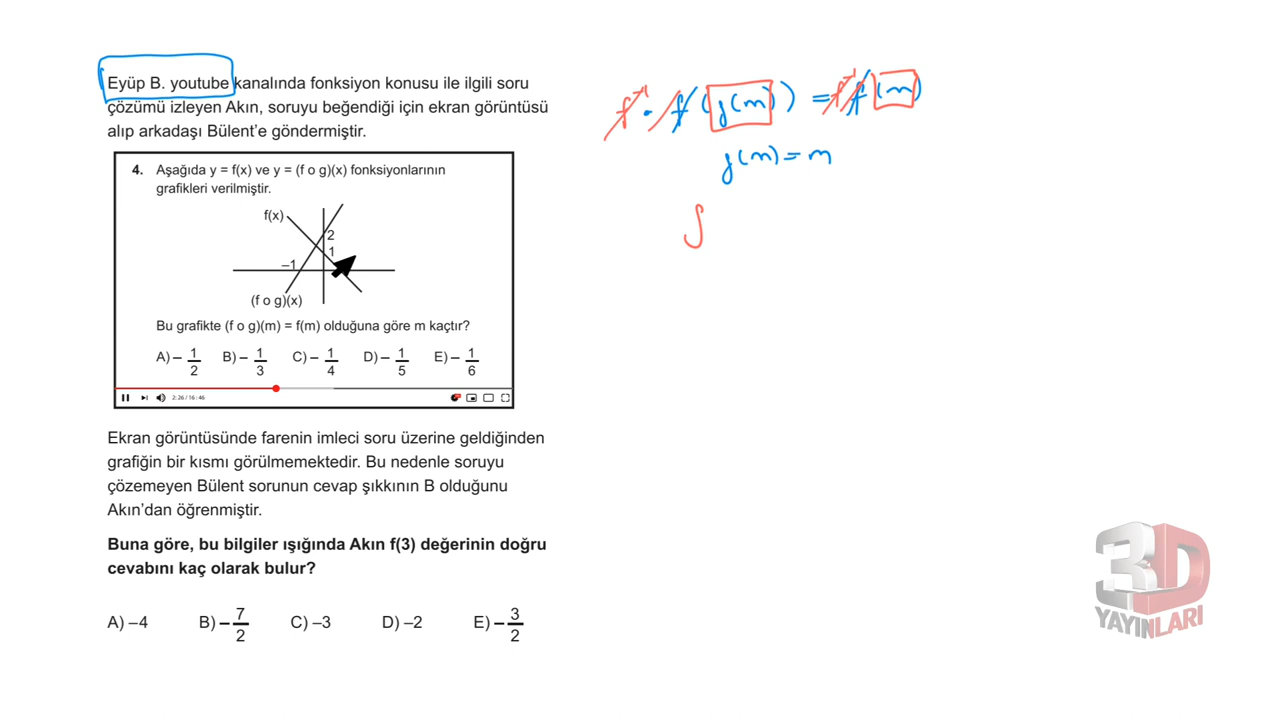 Eyüp B. youtube kanalında fonksiyon konusu ile ilgili soru
çözümü izleyen Akın, soruyu beğendiği için ekran görüntüsü
alıp arkadaşı Bülent'e göndermiştir.
4. Aşağıda y = f(x) ve y = (f o g)(x) fonksiyonlarının
grafikleri verilmiştir.
f(x)
2
1
–1
(f o g)(x)
Bu grafikte (f o g)(m) = f(m) olduğuna göre m kaçtır?
A) – 1/2 B) – 1/3 C) – 1/4 D) – 1/5 E) – 1/6
2:26 / 16:46
Ekran görüntüsünde farenin imleci soru üzerine geldiğinden
grafiğin bir kısmı görülmemektedir. Bu nedenle soruyu
çözemeyen Bülent sorunun cevap şıkkının B olduğunu
Akın'dan öğrenmiştir.
Buna göre, bu bilgiler ışığında Akın f(3) değerinin doğru
cevabını kaç olarak bulur?
A) –4 B) – 7/2 C) –3 D) –2 E) – 3/2
f⁻¹ · f (g(m)) = f⁻¹ f (m)
g(m) = m
3D
YAYINLARI